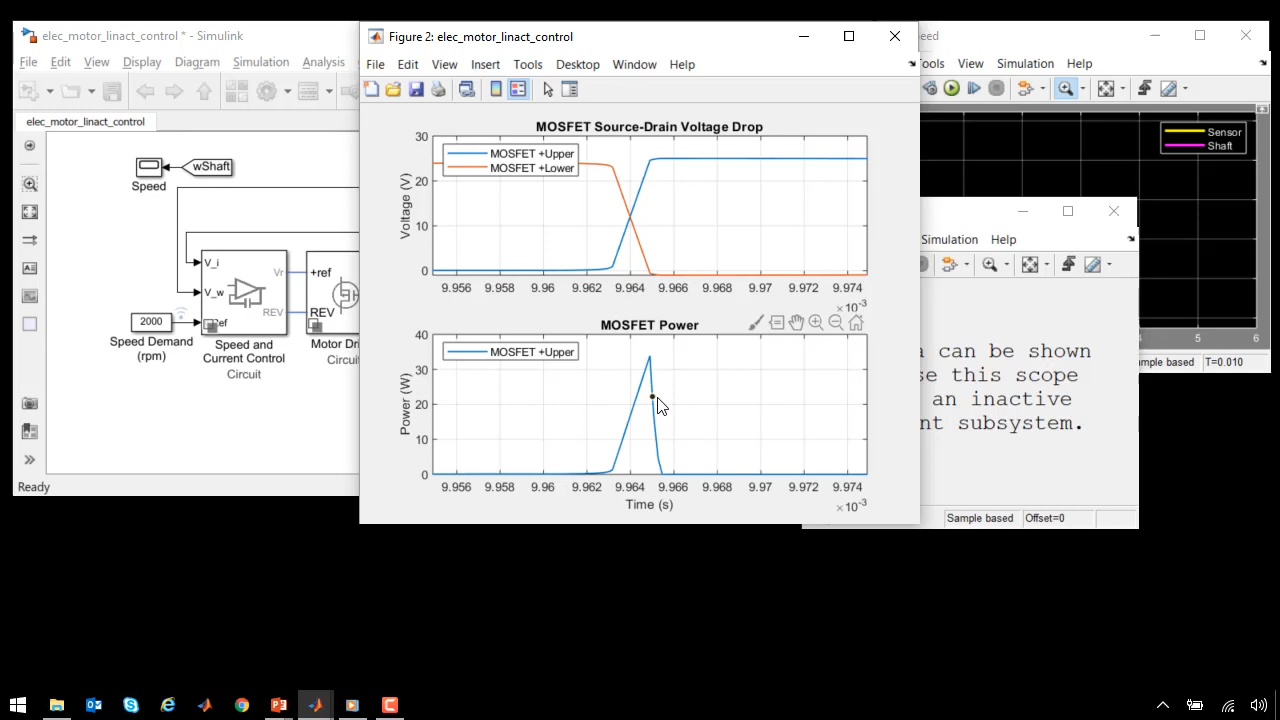 elec_motor_linact_control * - Simulink
File Edit View Display Diagram Simulation Analysis
elec_motor_linact_control
wShaft
Speed
V_i
V_w
Ref
Vr
REV
+ref
REV
2000
Speed Demand
(rpm)
Speed and
Current Control
Circuit
Motor Dri
Circui
Ready
Figure 2: elec_motor_linact_control
File Edit View Insert Tools Desktop Window Help
MOSFET Source-Drain Voltage Drop
MOSFET +Upper
MOSFET +Lower
Voltage (V)
30
20
10
0
9.956 9.958 9.96 9.962 9.964 9.966 9.968 9.97 9.972 9.974
×10-3
MOSFET Power
MOSFET +Upper
Power (W)
40
30
20
10
0
9.956 9.958 9.96 9.962 9.964 9.966 9.968 9.97 9.972 9.974
Time (s)
×10-3
eed
Tools View Simulation Help
Sensor
Shaft
4 5 6
mple based T=0.010
Simulation Help
a can be shown
se this scope
an inactive
nt subsystem.
Sample based Offset=0